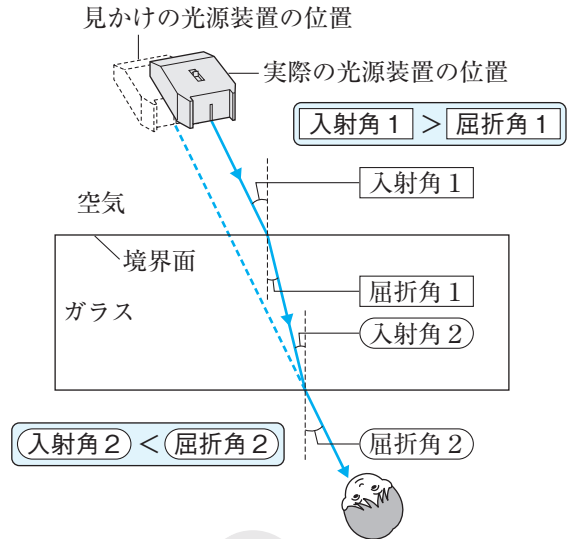 見かけの光源装置の位置
実際の光源装置の位置
入射角1 > 屈折角1
入射角1
空気
境界面
屈折角1
ガラス
入射角2
入射角2 < 屈折角2
屈折角2